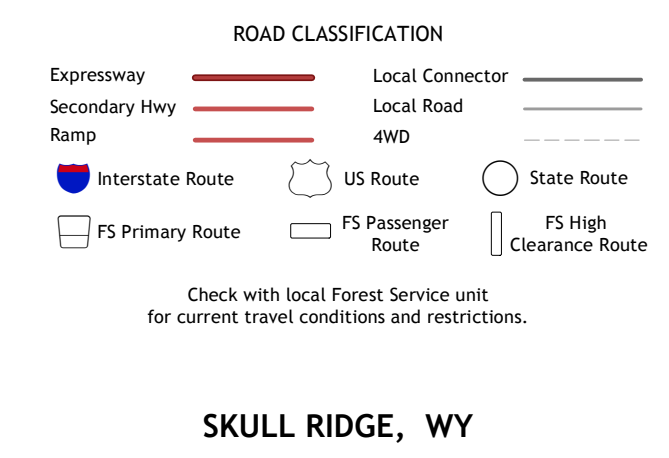 ROAD CLASSIFICATION
Expressway
Local Connector
Secondary Hwy
Local Road
Ramp
4WD
Interstate Route
US Route
State Route
FS Primary Route
FS Passenger
Route
FS High
Clearance Route
Check with local Forest Service unit
for current travel conditions and restrictions.
SKULL RIDGE, WY